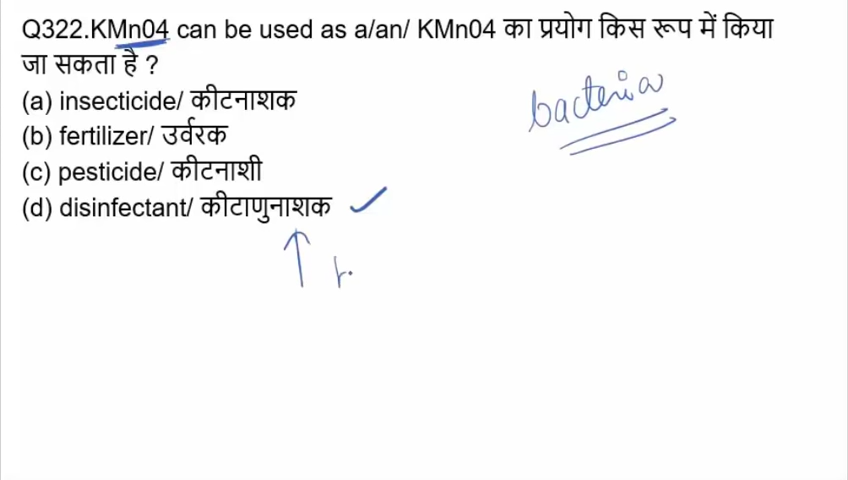 Q322.KMn04 can be used as a/an/ KMn04 का प्रयोग किस रूप में किया
जा सकता है ?
(a) insecticide/ कीटनाशक
(b) fertilizer/ उर्वरक
(c) pesticide/ कीटनाशी
(d) disinfectant/ कीटाणुनाशक
bacteria